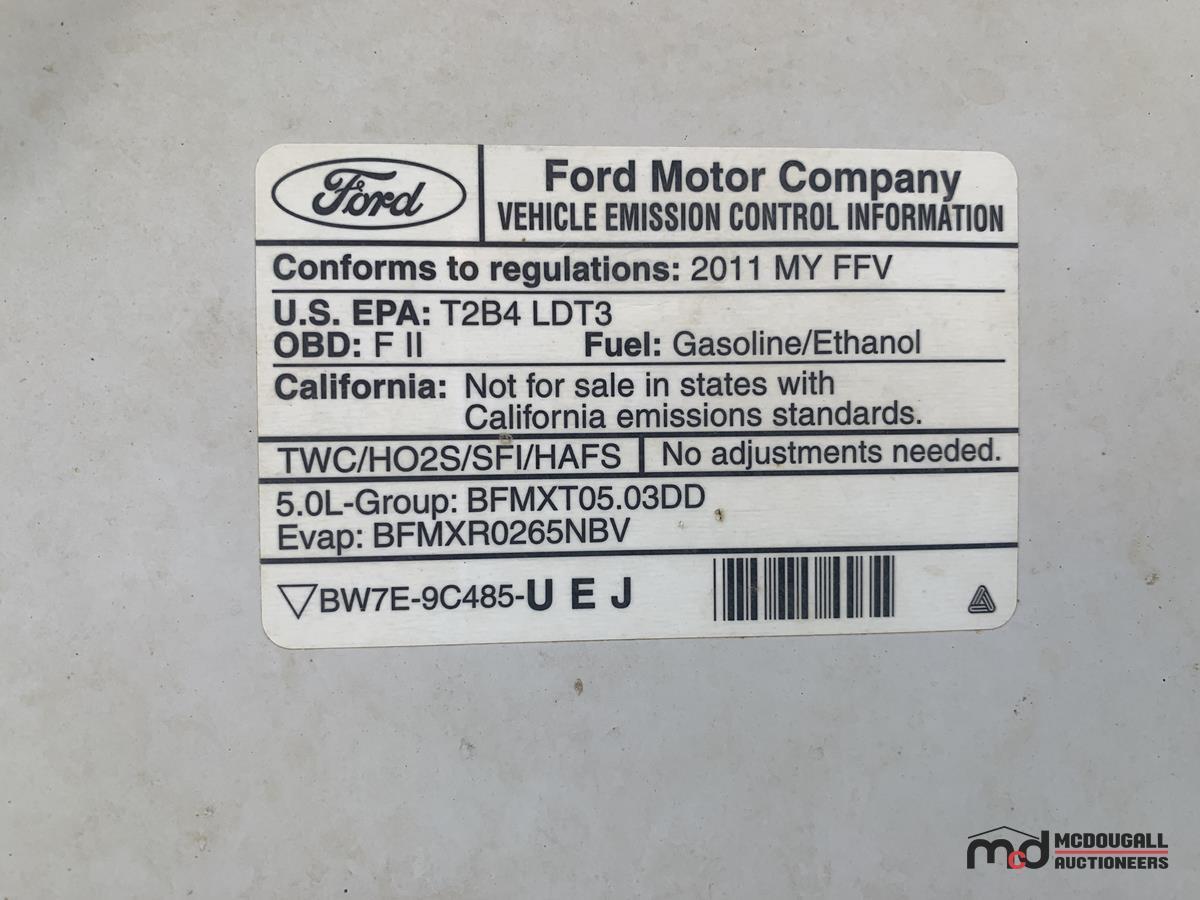 Ford
Ford Motor Company
VEHICLE EMISSION CONTROL INFORMATION
Conforms to regulations: 2011 MY FFV
U.S. EPA: T2B4 LDT3
OBD: F II Fuel: Gasoline/Ethanol
California: Not for sale in states with
California emissions standards.
TWC/HO2S/SFI/HAFS No adjustments needed.
5.0L-Group: BFMXT05.03DD
Evap: BFMXR0265NBV
BW7E-9C485-U E J
mcd MCDOUGALL
AUCTIONEERS